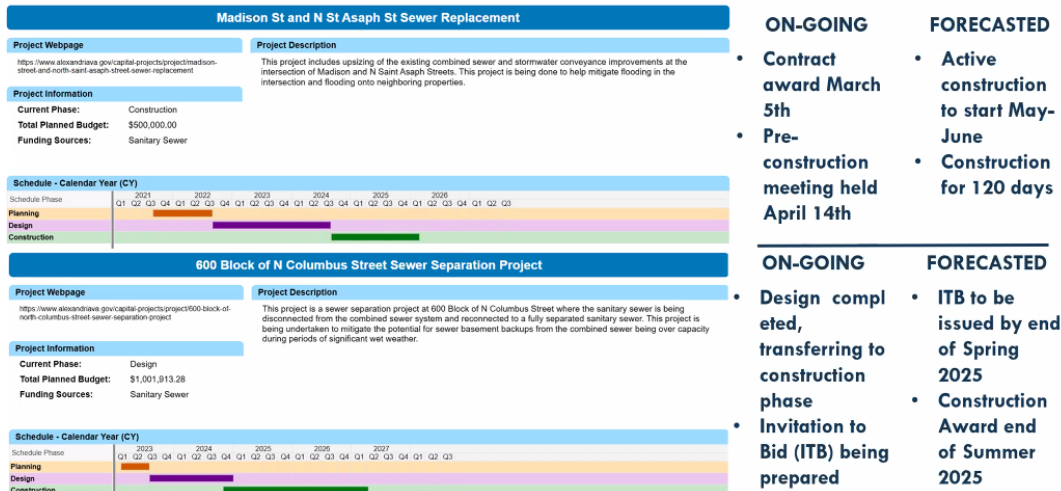 Madison St and N St Asaph St Sewer Replacement
Project Webpage
https://www.alexandriava.gov/capital-projects/project/madison-
street-and-north-saint-asaph-street-sewer-replacement
Project Description
This project includes upsizing of the existing combined sewer and stormwater conveyance improvements at the
intersection of Madison and N Saint Asaph Streets. This project is being done to help mitigate flooding in the
intersection and flooding onto neighboring properties.
Project Information
Current Phase: Construction
Total Planned Budget: $500,000.00
Funding Sources: Sanitary Sewer
Schedule - Calendar Year (CY)
Schedule Phase
2021 2022 2023 2024 2025 2026
Q1 Q2 Q3 Q4 Q1 Q2 Q3 Q4 Q1 Q2 Q3 Q4 Q1 Q2 Q3 Q4 Q1 Q2 Q3 Q4 Q1 Q2 Q3 Q4 Q1 Q2 Q3
Planning
Design
Construction
ON-GOING
• Contract
award March
5th
• Pre-
construction
meeting held
April 14th
FORECASTED
• Active
construction
to start May-
June
• Construction
for 120 days
600 Block of N Columbus Street Sewer Separation Project
Project Webpage
https://www.alexandriava.gov/capital-projects/project/600-block-of-
north-columbus-street-sewer-separation-project
Project Description
This project is a sewer separation project at 600 Block of N Columbus Street where the sanitary sewer is being
disconnected from the combined sewer system and reconnected to a fully separated sanitary sewer. This project is
being undertaken to mitigate the potential for sewer basement backups from the combined sewer being over capacity
during periods of significant wet weather.
Project Information
Current Phase: Design
Total Planned Budget: $1,001,913.28
Funding Sources: Sanitary Sewer
Schedule - Calendar Year (CY)
Schedule Phase
2023 2024 2025 2026 2027
Q1 Q2 Q3 Q4 Q1 Q2 Q3 Q4 Q1 Q2 Q3 Q4 Q1 Q2 Q3 Q4 Q1 Q2 Q3 Q4 Q1 Q2 Q3
Planning
Design
Construction
ON-GOING
• Design compl
eted,
transferring to
construction
phase
• Invitation to
Bid (ITB) being
prepared
FORECASTED
• ITB to be
issued by end
of Spring
2025
• Construction
Award end
of Summer
2025